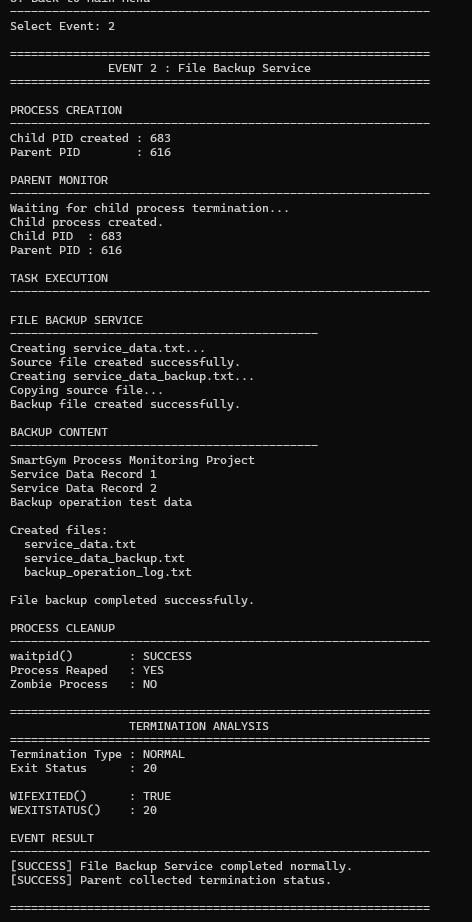 5. Back to Main Menu
────────────────────────────────────────────────────────────
Select Event: 2
============================================================
EVENT 2 : File Backup Service
============================================================
PROCESS CREATION
────────────────────────────────────────────────────────────
Child PID created : 683
Parent PID        : 616
PARENT MONITOR
────────────────────────────────────────────────────────────
Waiting for child process termination...
Child process created.
Child PID  : 683
Parent PID : 616
TASK EXECUTION
────────────────────────────────────────────────────────────
FILE BACKUP SERVICE
────────────────────────────────────────────
Creating service_data.txt...
Source file created successfully.
Creating service_data_backup.txt...
Copying source file...
Backup file created successfully.
BACKUP CONTENT
────────────────────────────────────────────
SmartGym Process Monitoring Project
Service Data Record 1
Service Data Record 2
Backup operation test data
Created files:
  service_data.txt
  service_data_backup.txt
  backup_operation_log.txt
File backup completed successfully.
PROCESS CLEANUP
────────────────────────────────────────────────────────────
waitpid()        : SUCCESS
Process Reaped   : YES
Zombie Process   : NO
============================================================
TERMINATION ANALYSIS
============================================================
Termination Type : NORMAL
Exit Status      : 20
WIFEXITED()      : TRUE
WEXITSTATUS()    : 20
EVENT RESULT
────────────────────────────────────────────────────────────
[SUCCESS] File Backup Service completed normally.
[SUCCESS] Parent collected termination status.
============================================================